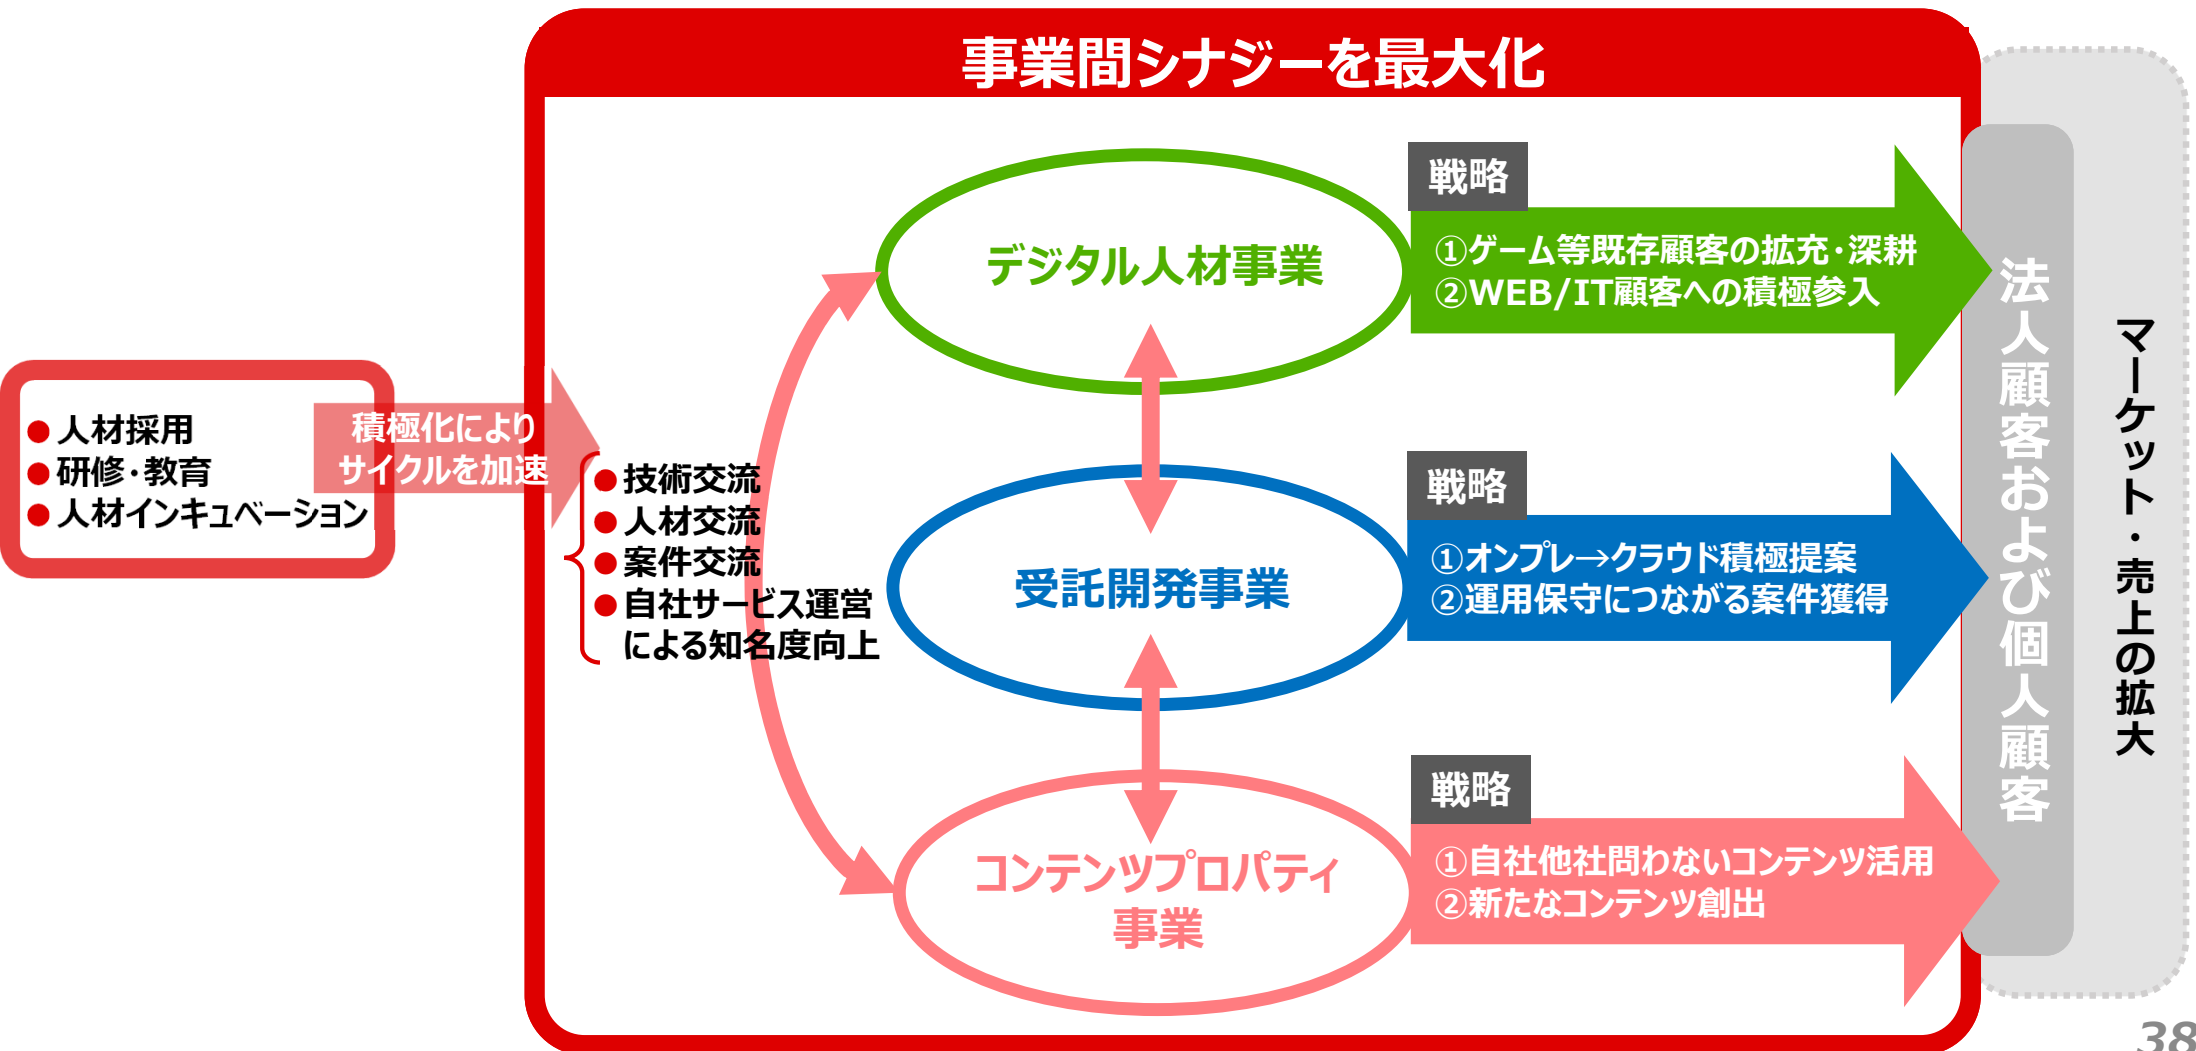 事業間シナジーを最大化
人材採用
研修・教育
人材インキュベーション
積極化により
サイクルを加速
技術交流
人材交流
案件交流
自社サービス運営
による知名度向上
デジタル人材事業
戦略
①ゲーム等既存顧客の拡充・深耕
②WEB/IT顧客への積極参入
受託開発事業
戦略
①オンプレ→クラウド積極提案
②運用保守につながる案件獲得
コンテンツプロパティ
事業
戦略
①自社他社問わないコンテンツ活用
②新たなコンテンツ創出
法人顧客および個人顧客
マーケット・売上の拡大
38